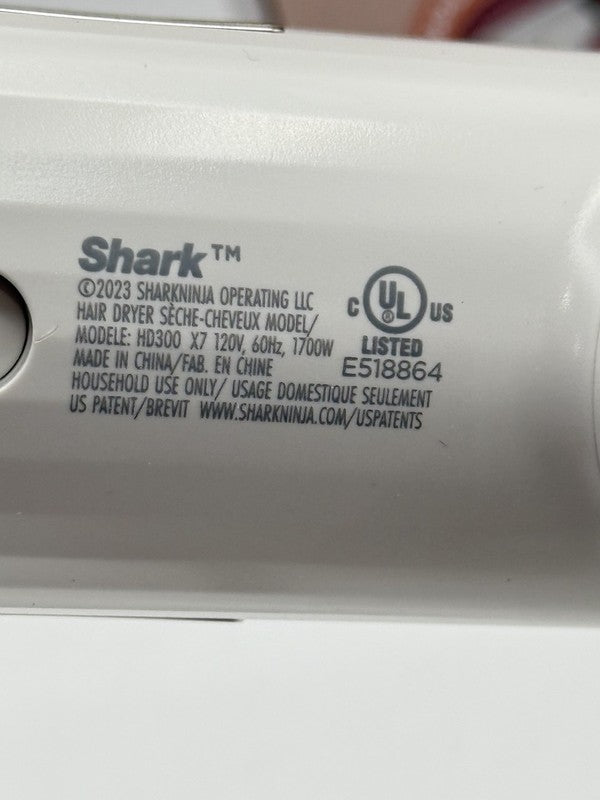 Shark™
©2023 SHARKNINJA OPERATING LLC
HAIR DRYER SÈCHE-CHEVEUX MODEL/
MODELE: HD300 X7 120V, 60Hz, 1700W
MADE IN CHINA/FAB. EN CHINE
HOUSEHOLD USE ONLY/ USAGE DOMESTIQUE SEULEMENT
US PATENT/BREVIT WWW.SHARKNINJA.COM/USPATENTS
C UL® US
LISTED
E518864